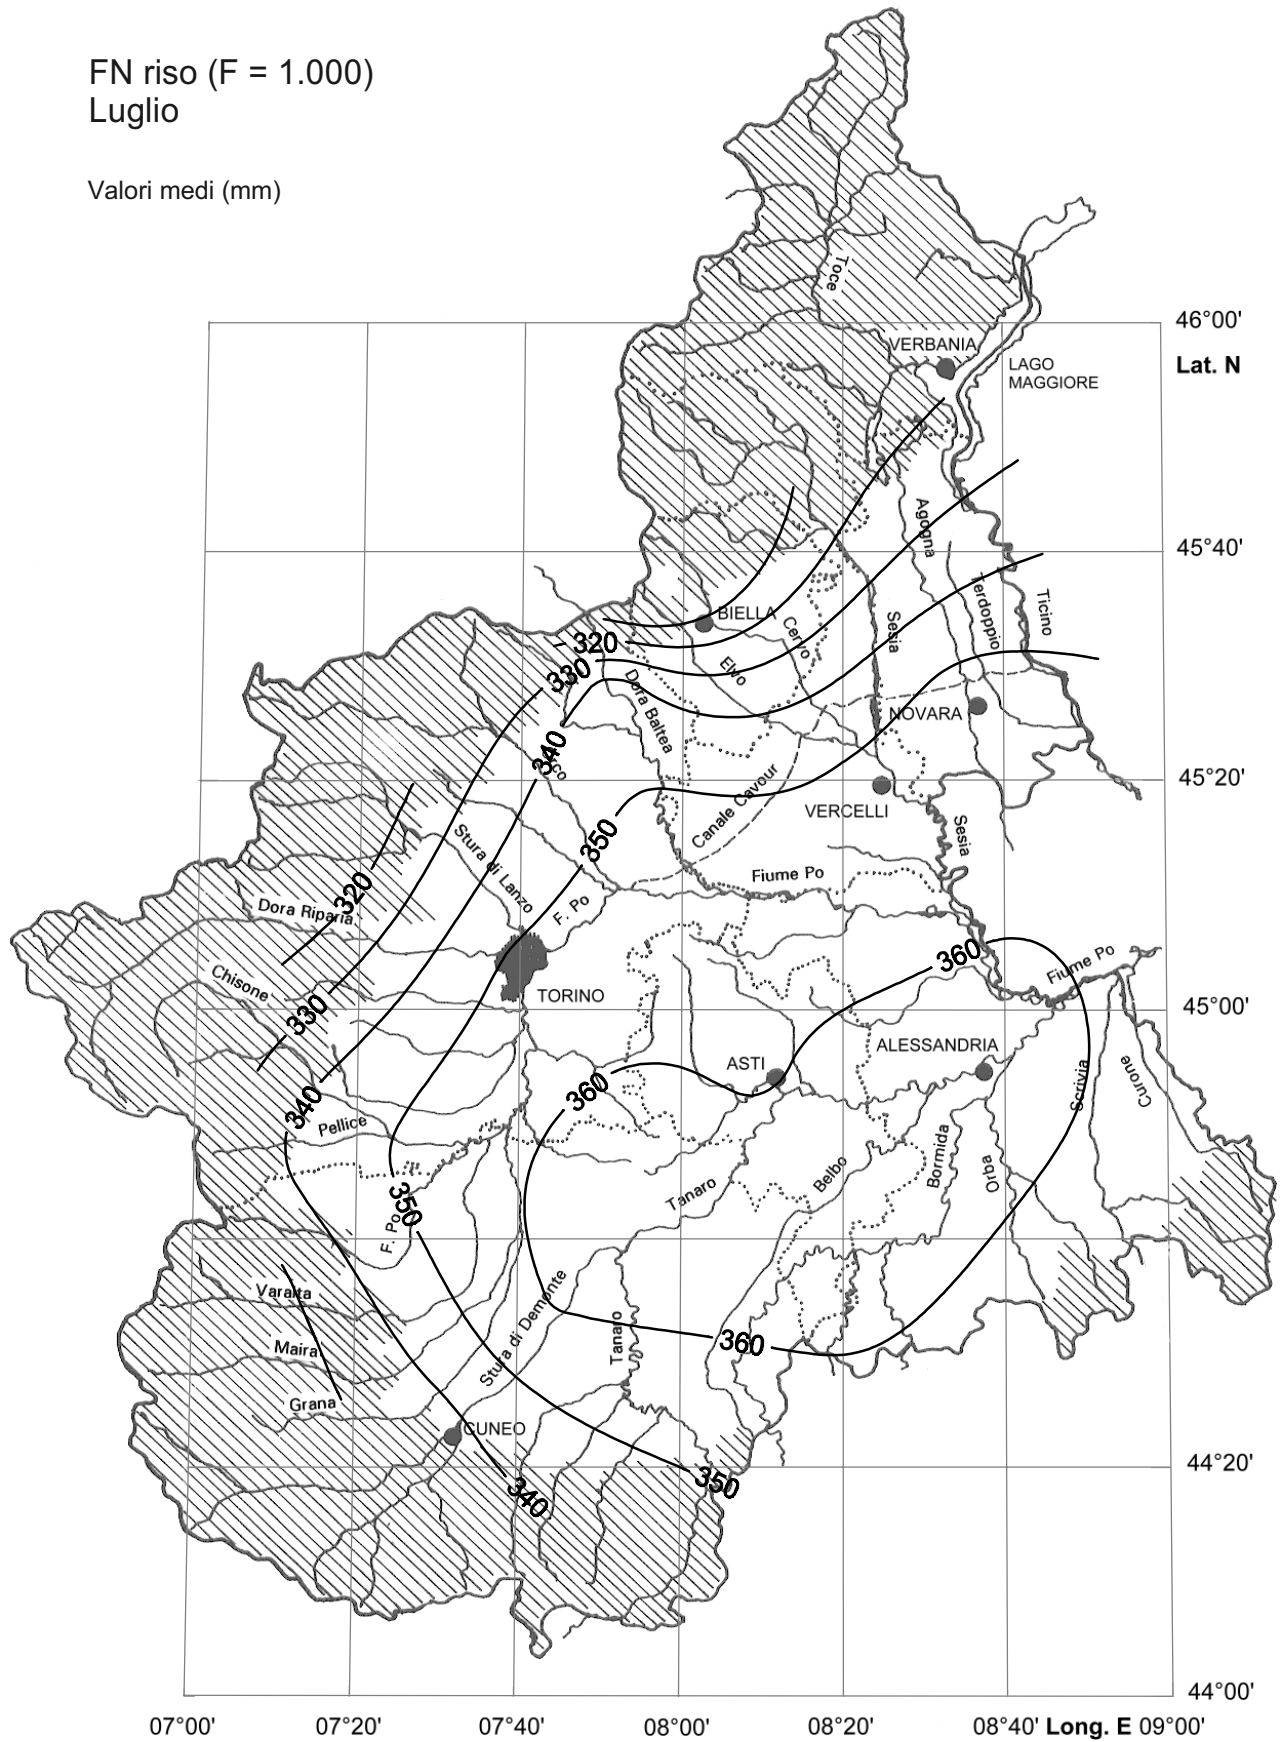 FN riso (F = 1.000)
Luglio
Valori medi (mm)
Toce
46°00'
VERBANIA
Lat. N
LAGO
MAGGIORE
Agogna
45°40'
Terdoppio
Ticino
BIELLA
Cervo
Sesia
320
330
Elvo
Dora Baltea
NOVARA
340
45°20'
Canale Cavour
VERCELLI
350
Stura di Lanzo
Sesia
320
Fiume Po
Dora Riparia
F. Po
360
Fiume Po
Chisone
TORINO
330
45°00'
ALESSANDRIA
ASTI
360
Scrivia
Curone
340
Pellice
Bormida
Orba
Belbo
Tanaro
350
F. Po
Varaita
Stura di Demonte
Tanaro
360
Maira
Grana
CUNEO
44°20'
350
340
44°00'
07°00' 07°20' 07°40' 08°00' 08°20' 08°40' Long. E 09°00'